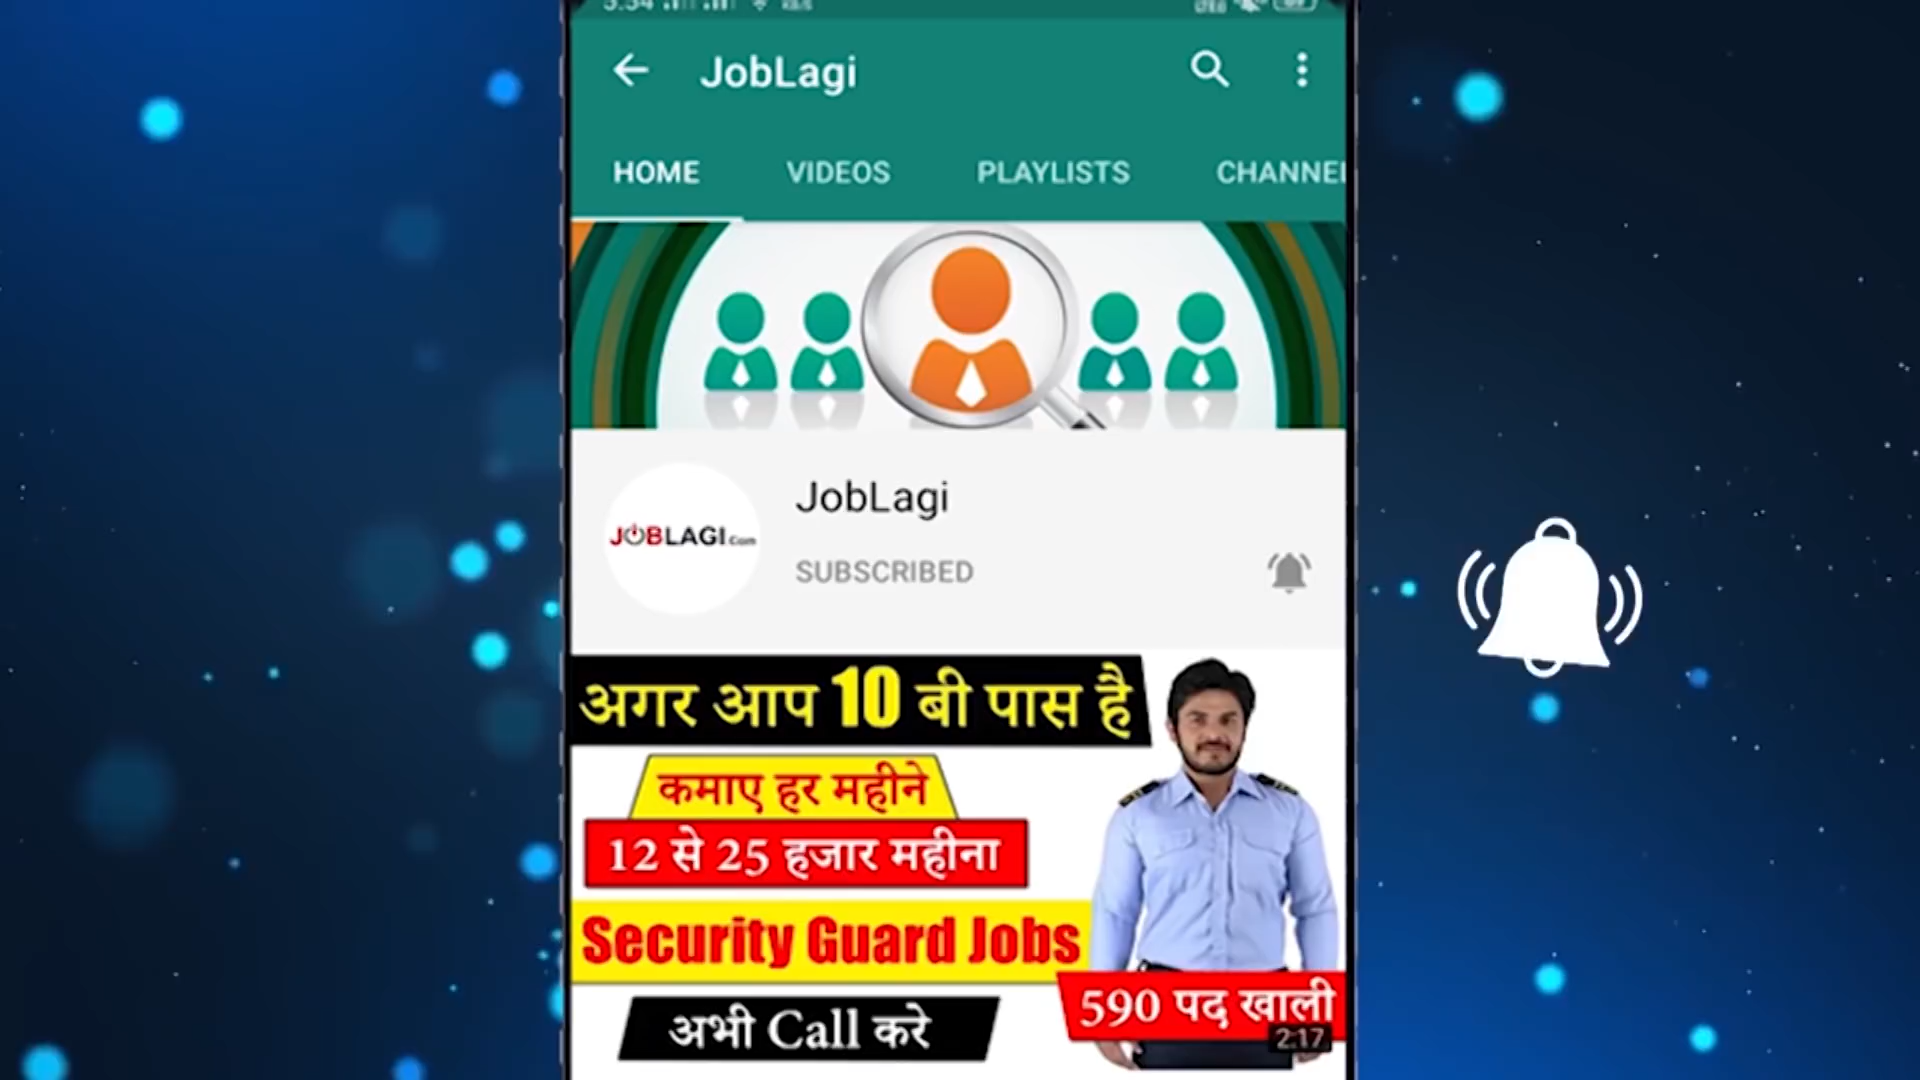 JobLagi
HOME VIDEOS PLAYLISTS CHANNEL
JobLagi
JOBLAGI.Com
SUBSCRIBED
अगर आप 10 बी पास है
कमाए हर महीने
12 से 25 हजार महीना
Security Guard Jobs
590 पद खाली
अभी Call करे
2:17